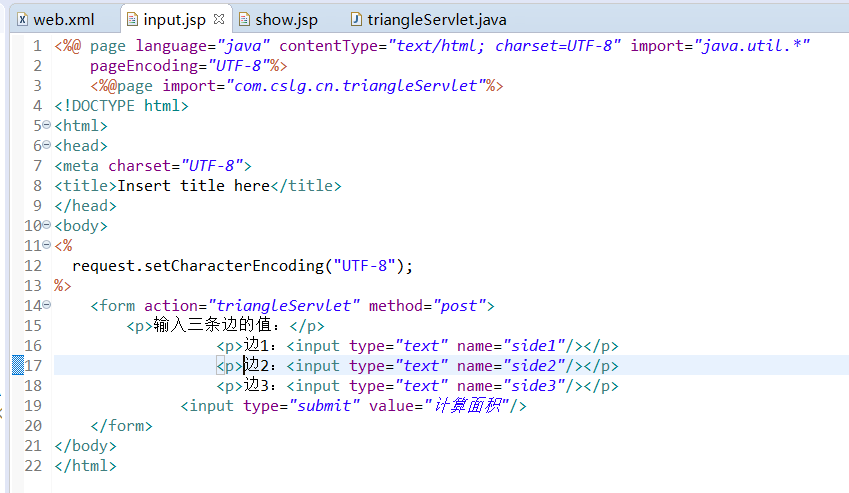 web.xml input.jsp show.jsp triangleServlet.java
1 <%@ page language="java" contentType="text/html; charset=UTF-8" import="java.util.*"
2 pageEncoding="UTF-8"%>
3 <%@page import="com.cslg.cn.triangleServlet"%>
4 <!DOCTYPE html>
5 <html>
6 <head>
7 <meta charset="UTF-8">
8 <title>Insert title here</title>
9 </head>
10 <body>
11 <%
12 request.setCharacterEncoding("UTF-8");
13 %>
14 <form action="triangleServlet" method="post">
15 <p>输入三条边的值：</p>
16 <p>边1：<input type="text" name="side1"/></p>
17 <p>边2：<input type="text" name="side2"/></p>
18 <p>边3：<input type="text" name="side3"/></p>
19 <input type="submit" value="计算面积"/>
20 </form>
21 </body>
22 </html>